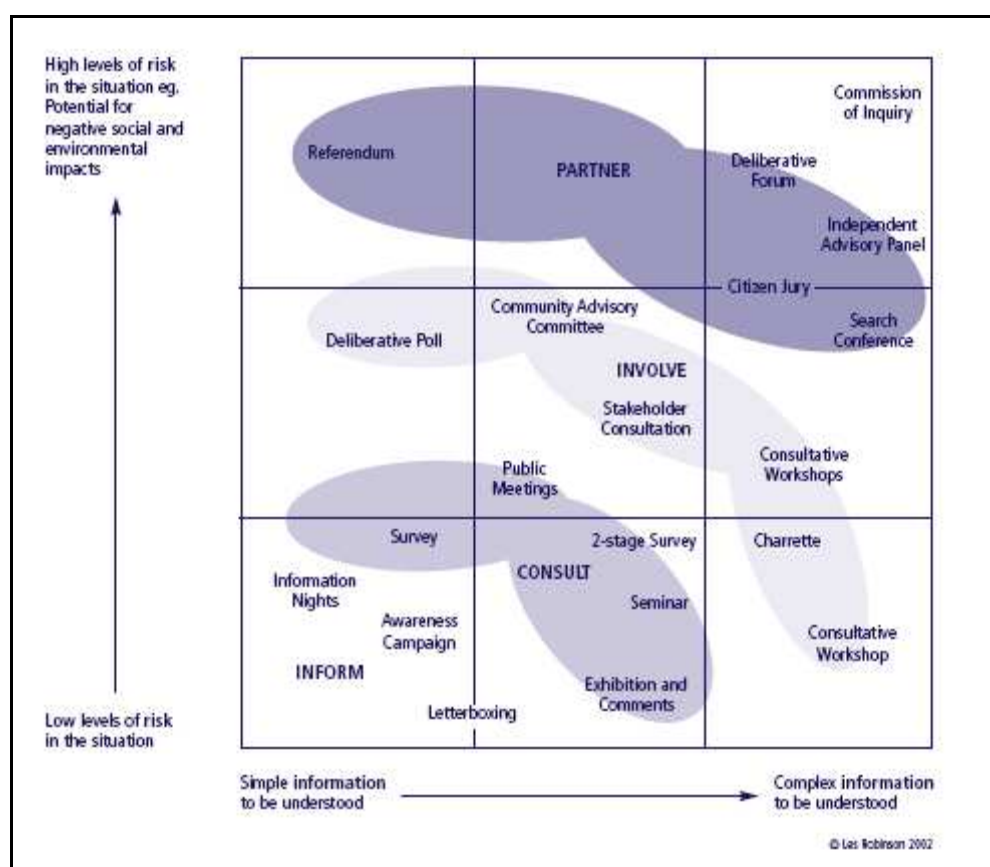 High levels of risk
in the situation eg.
Potential for
negative social and
environmental
impacts
Commission
of Inquiry
Referendum
PARTNER
Deliberative
Forum
Independent
Advisory Panel
Citizen Jury
Community Advisory
Committee
Search
Conference
Deliberative Poll
INVOLVE
Stakeholder
Consultation
Consultative
Workshops
Public
Meetings
Survey
2-stage Survey
Charrette
Information
Nights
CONSULT
Seminar
Awareness
Campaign
Consultative
Workshop
INFORM
Exhibition and
Comments
Letterboxing
Low levels of risk
in the situation
Simple information
to be understood
Complex information
to be understood
© Les Robinson 2002